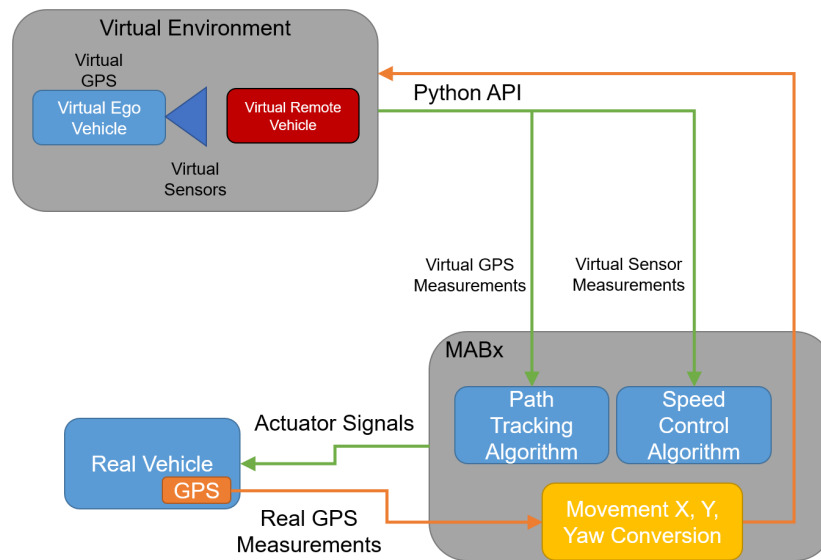 Virtual Environment
Virtual
GPS
Virtual Ego
Vehicle
Virtual Remote
Vehicle
Virtual
Sensors
Python API
Virtual GPS
Measurements
Virtual Sensor
Measurements
MABx
Path
Tracking
Algorithm
Speed
Control
Algorithm
Actuator Signals
Real Vehicle
GPS
Real GPS
Measurements
Movement X, Y,
Yaw Conversion